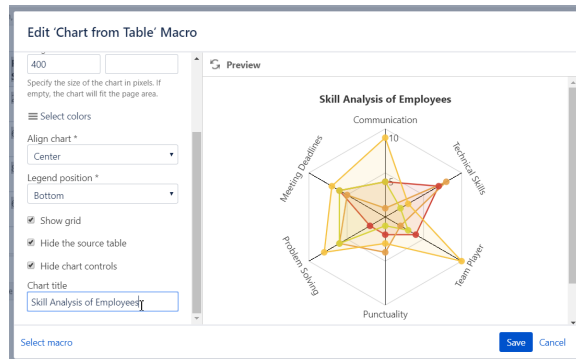 Edit 'Chart from Table' Macro
400
Specify the size of the chart in pixels. If
empty, the chart will fit the page area.
Select colors
Align chart *
Center
Legend position *
Bottom
Show grid
Hide the source table
Hide chart controls
Chart title
Skill Analysis of Employees
Preview
Skill Analysis of Employees
Communication
10
5
Meeting Deadlines
Technical Skills
Problem Solving
Team Player
Punctuality
Select macro
Save
Cancel